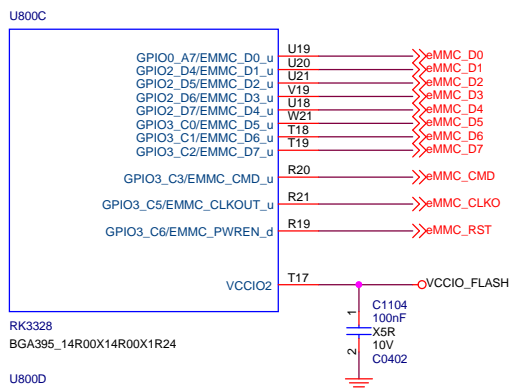 U800C
GPIO0_A7/EMMC_D0_u U19 eMMC_D0
GPIO2_D4/EMMC_D1_u U20 eMMC_D1
GPIO2_D5/EMMC_D2_u U21 eMMC_D2
GPIO2_D6/EMMC_D3_u V19 eMMC_D3
GPIO2_D7/EMMC_D4_u U18 eMMC_D4
GPIO3_C0/EMMC_D5_u W21 eMMC_D5
GPIO3_C1/EMMC_D6_u T18 eMMC_D6
GPIO3_C2/EMMC_D7_u T19 eMMC_D7
GPIO3_C3/EMMC_CMD_u R20 eMMC_CMD
GPIO3_C5/EMMC_CLKOUT_u R21 eMMC_CLKO
GPIO3_C6/EMMC_PWREN_d R19 eMMC_RST
VCCIO2 T17 VCCIO_FLASH
C1104
1 100nF
X5R
10V
2 C0402
RK3328
BGA395_14R00X14R00X1R24
U800D